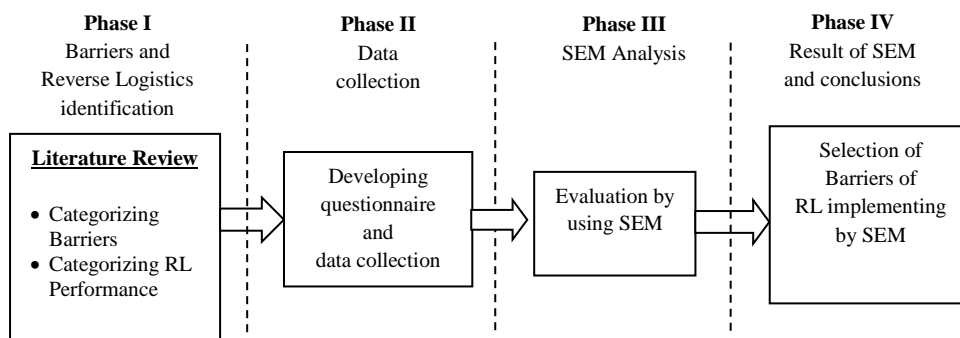 Phase I
Barriers and
Reverse Logistics
identification
Literature Review
• Categorizing
Barriers
• Categorizing RL
Performance
Phase II
Data
collection
Developing
questionnaire
and
data collection
Phase III
SEM Analysis
Evaluation by
using SEM
Phase IV
Result of SEM
and conclusions
Selection of
Barriers of
RL implementing
by SEM